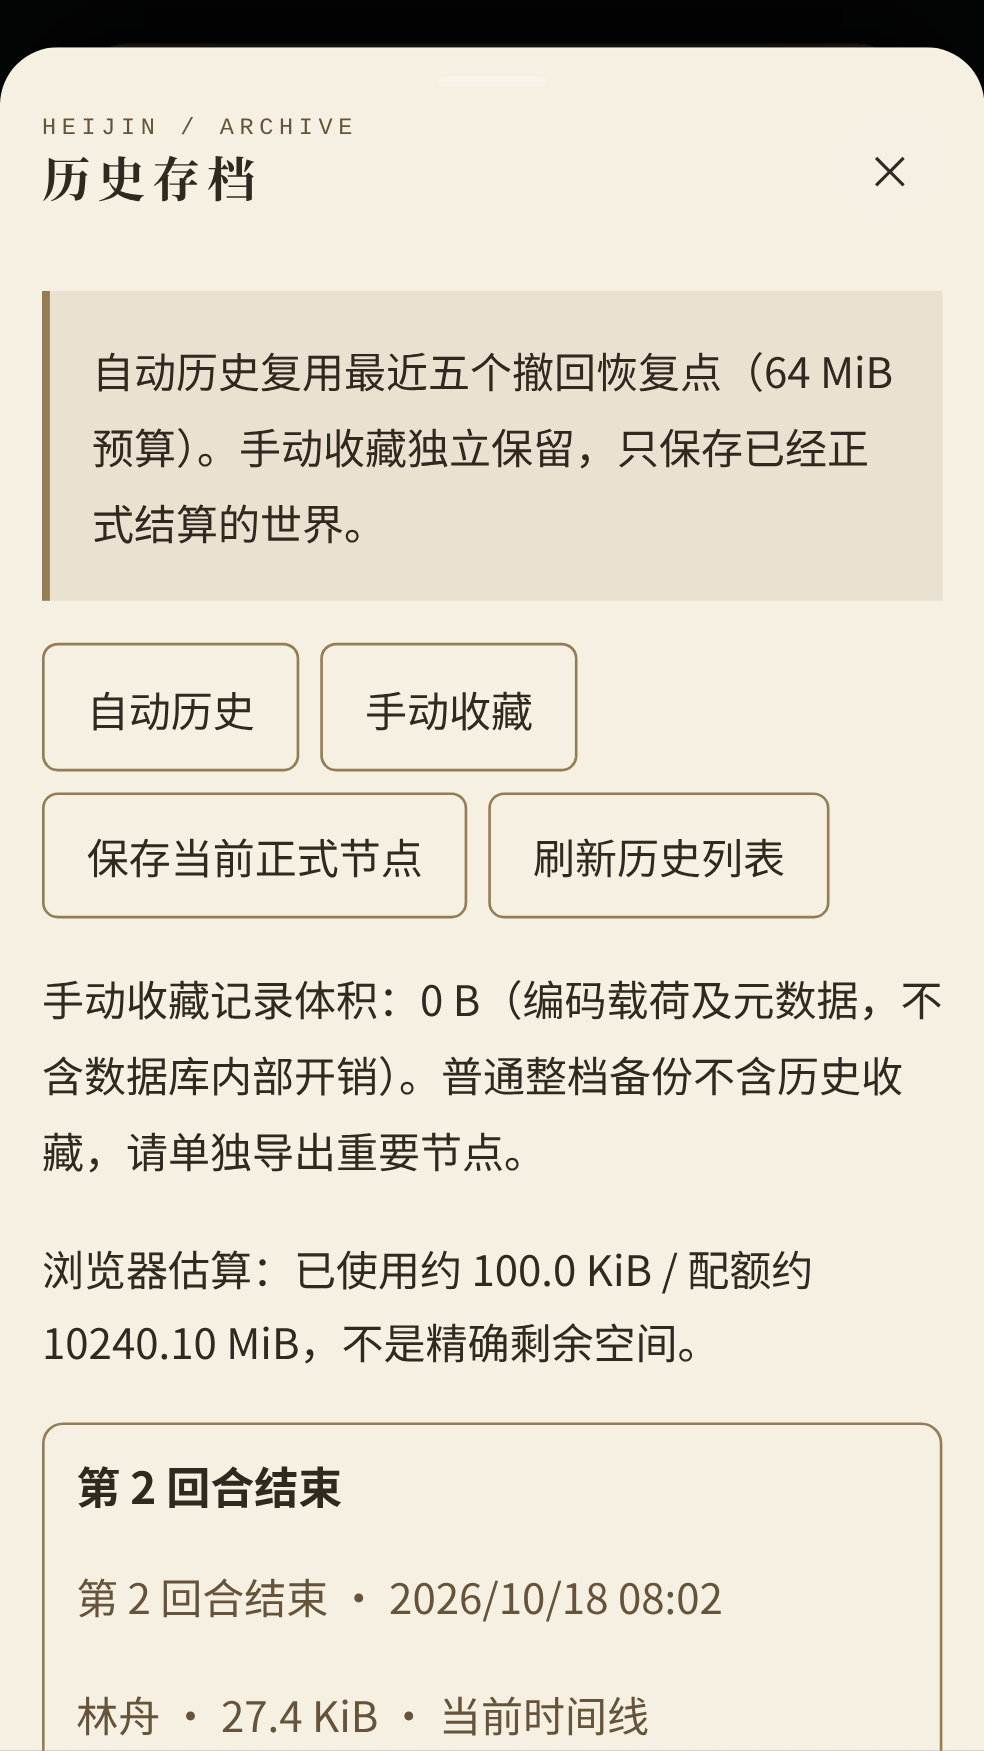 HEIJIN / ARCHIVE
历史存档
自动历史复用最近五个撤回恢复点（64 MiB
预算）。手动收藏独立保留，只保存已经正
式结算的世界。
自动历史 手动收藏
保存当前正式节点 刷新历史列表
手动收藏记录体积：0 B（编码载荷及元数据，不
含数据库内部开销）。普通整档备份不含历史收
藏，请单独导出重要节点。
浏览器估算：已使用约 100.0 KiB / 配额约
10240.10 MiB，不是精确剩余空间。
第 2 回合结束
第 2 回合结束 · 2026/10/18 08:02
林舟 · 27.4 KiB · 当前时间线